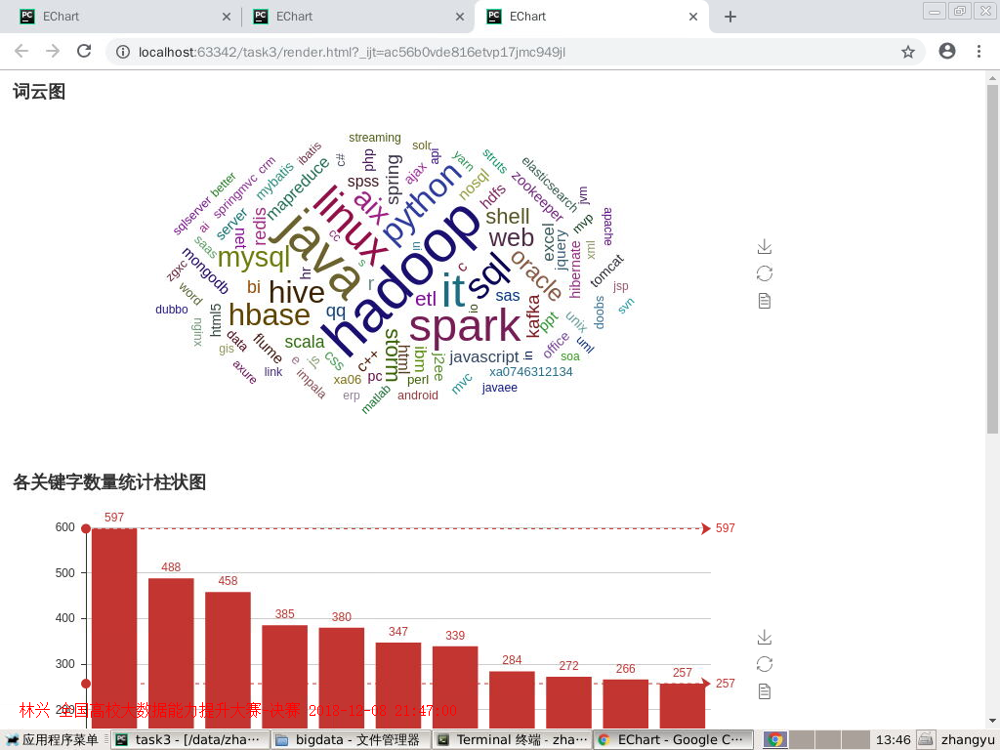 EChart
EChart
EChart
localhost:63342/task3/render.html?_ijt=ac56b0vde816etvp17jmc949jl
词云图
streaming
solr
api
yarn
struts
elasticsearch
ibatis
c#
php
ajax
nosql
zookeeper
jvm
crm
better
springmvc
mybatis
mapreduce
spss
spring
python
hdfs
mvp
apache
sqlserver
ai
server
redis
linux
aix
shell
excel
jquery
xml
saas
net
java
cc
ui
hadoop
web
hibernate
tomcat
zgxc
mongodb
mysql
hr
s
r
c
sql
oracle
jsp
word
bi
hive
etl
it
io
sas
kafka
ppt
unix
doobs
svn
dubbo
html5
hbase
qq
spark
nginx
gis
data
flume
scala
css
c++
storm
html
ibm
j2ee
javascript
in
office
uml
soa
axure
link
e
js
impala
xa06
pc
perl
mvc
xa0746312134
erp
matlab
android
javaee
各关键字数量统计柱状图
600
500
400
300
200
597
488
458
385
380
347
339
284
272
266
257
597
257
林兴 全国高校大数据能力提升大赛-决赛 2018-12-08 21:47:00
应用程序菜单
task3 - [/data/zha···
bigdata - 文件管理器
Terminal 终端 - zha···
EChart - Google C···
13:46
zhangyu